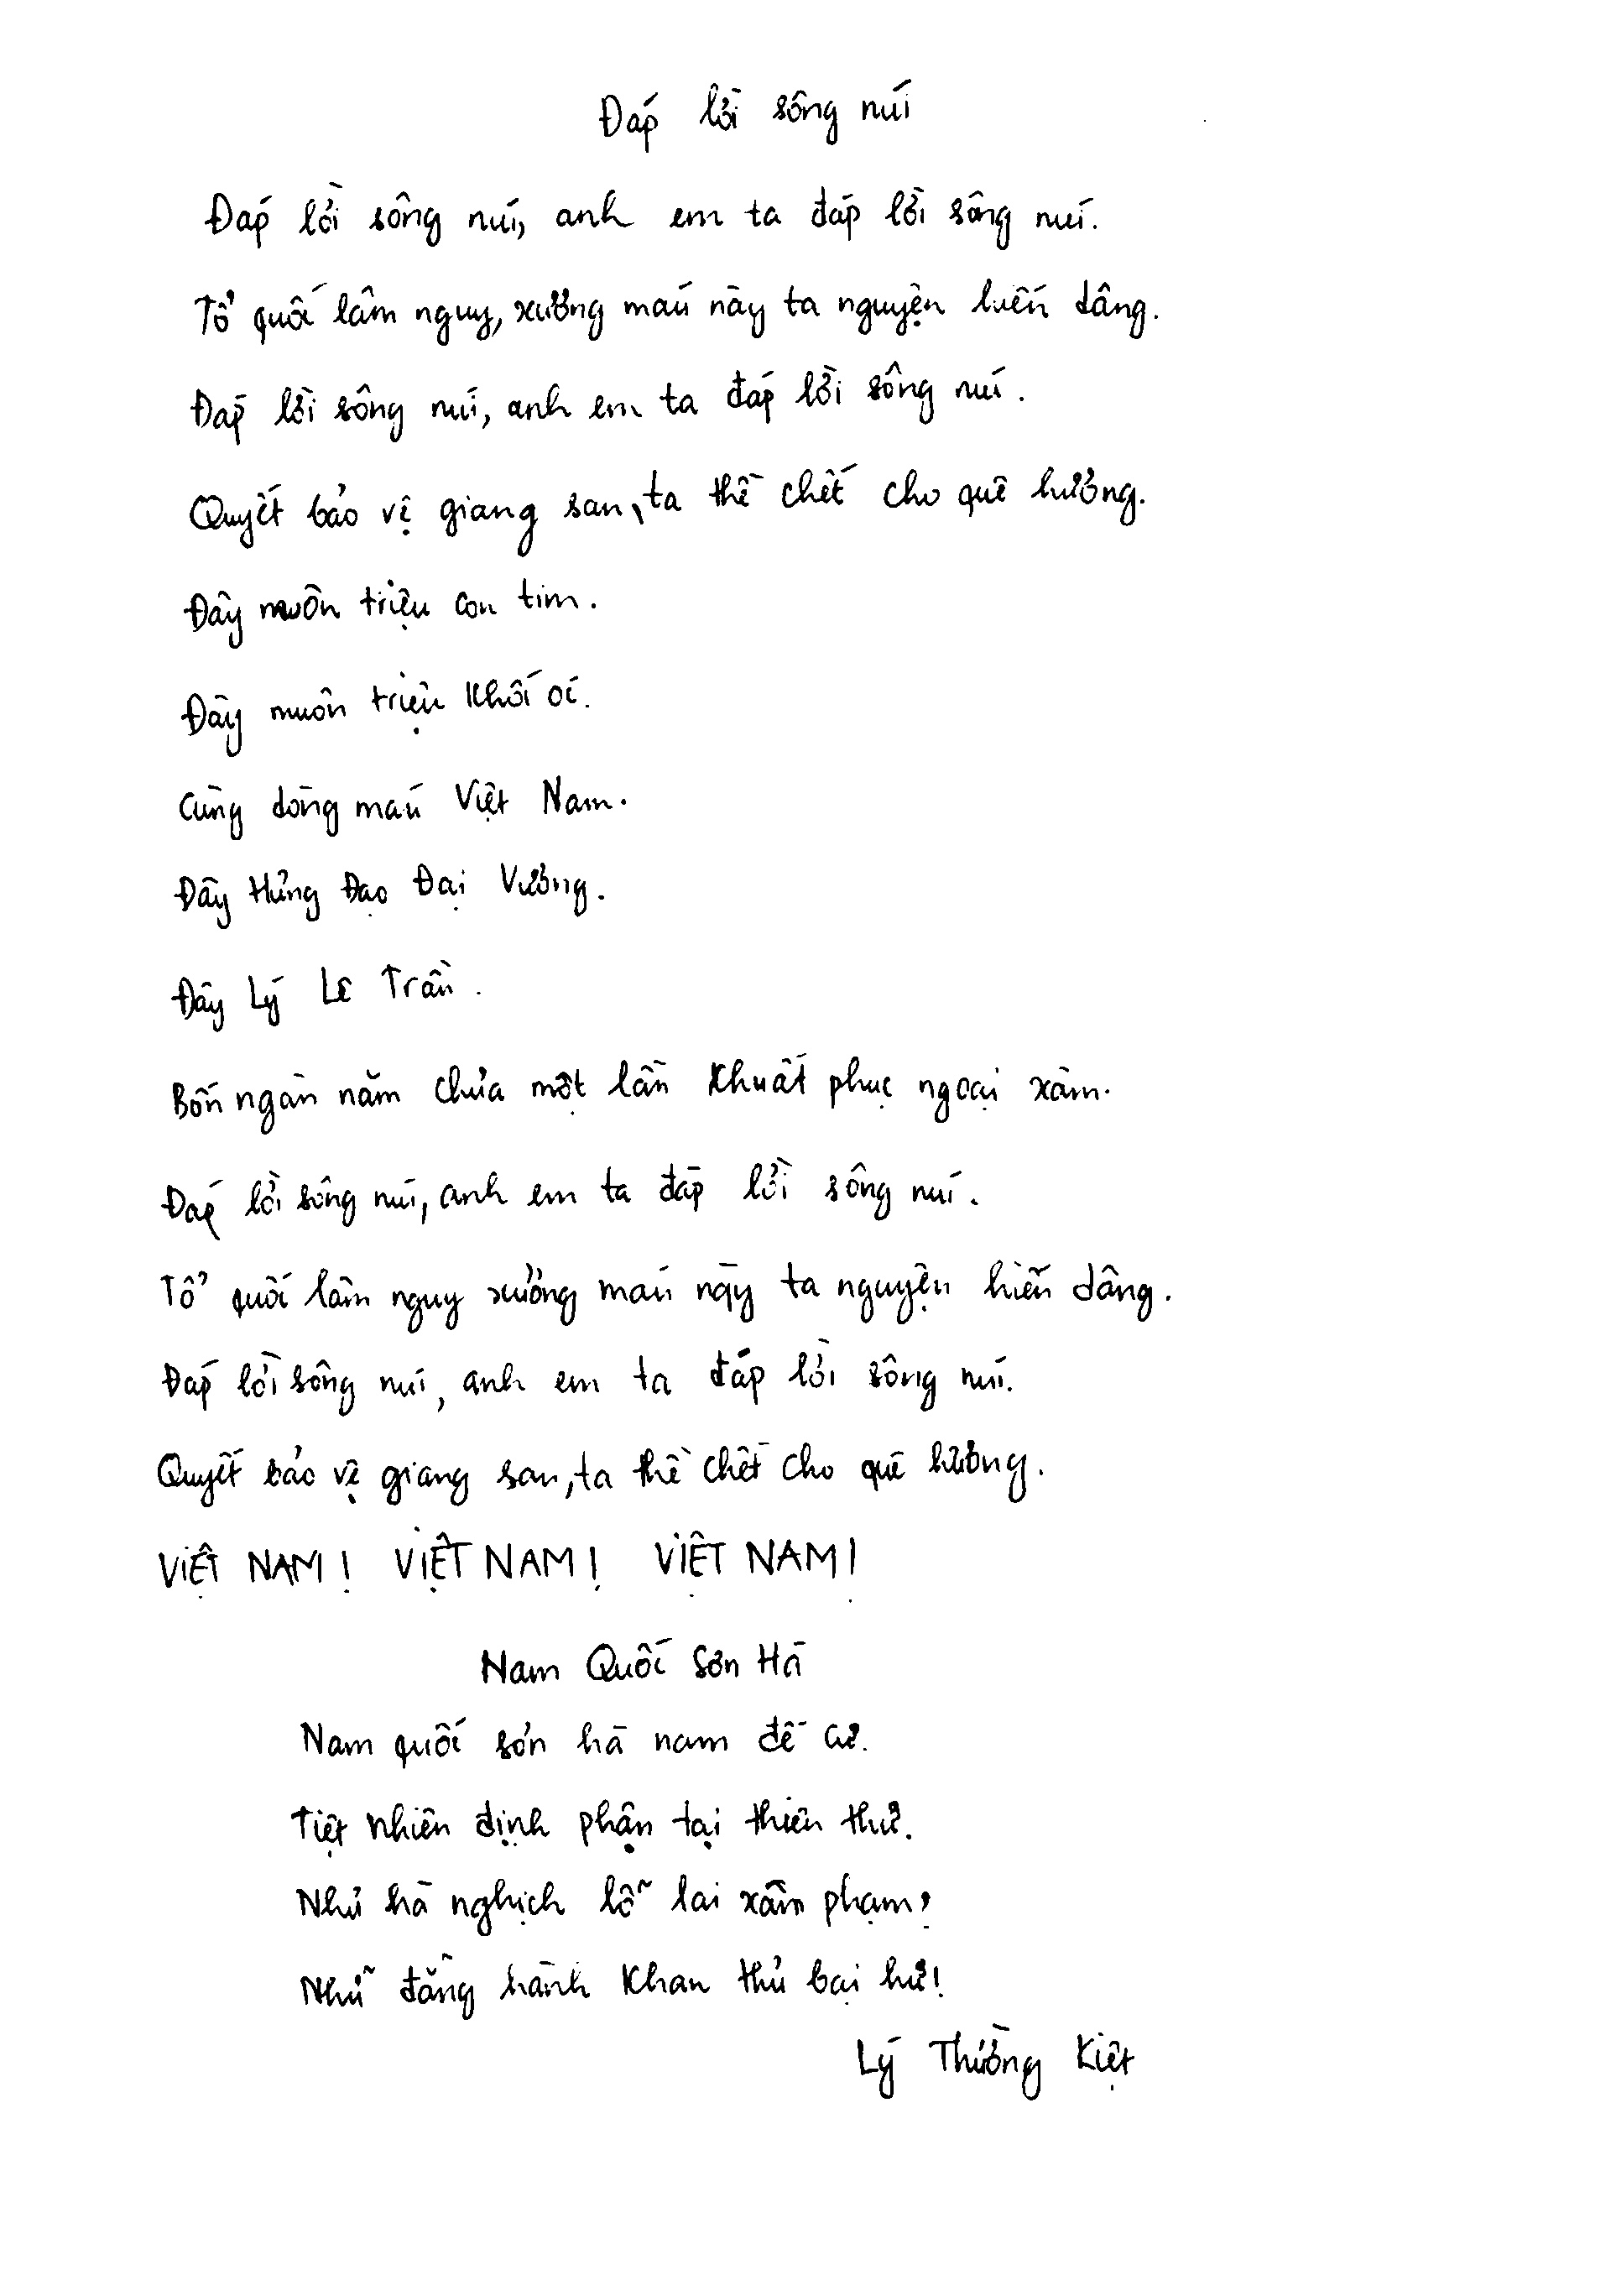 Đáp lời sông núi
Đáp lời sông núi, anh em ta đáp lời sông núi.
Tổ quốc lâm nguy, xương máu này ta nguyện hiến dâng.
Đáp lời sông núi, anh em ta đáp lời sông núi.
Quyết bảo vệ giang san, ta thề chết cho quê hương.
Đây muôn triệu con tim.
Đây muôn triệu khối óc.
Cùng dòng máu Việt Nam.
Đây Hưng Đạo Đại Vương.
Đây Lý Lê Trần.
Bốn ngàn năm chưa một lần khuất phục ngoại xâm.
Đáp lời sông núi, anh em ta đáp lời sông núi.
Tổ quốc lâm nguy xương máu này ta nguyện hiến dâng.
Đáp lời sông núi, anh em ta đáp lời sông núi.
Quyết bảo vệ giang san, ta thề chết cho quê hương.
VIỆT NAM! VIỆT NAM! VIỆT NAM!
Nam Quốc Sơn Hà
Nam quốc sơn hà nam đế cư.
Tiệt nhiên định phận tại thiên thư.
Như hà nghịch lỗ lai xâm phạm?
Nhữ đẳng hành khan thủ bại hư!
Lý Thường Kiệt